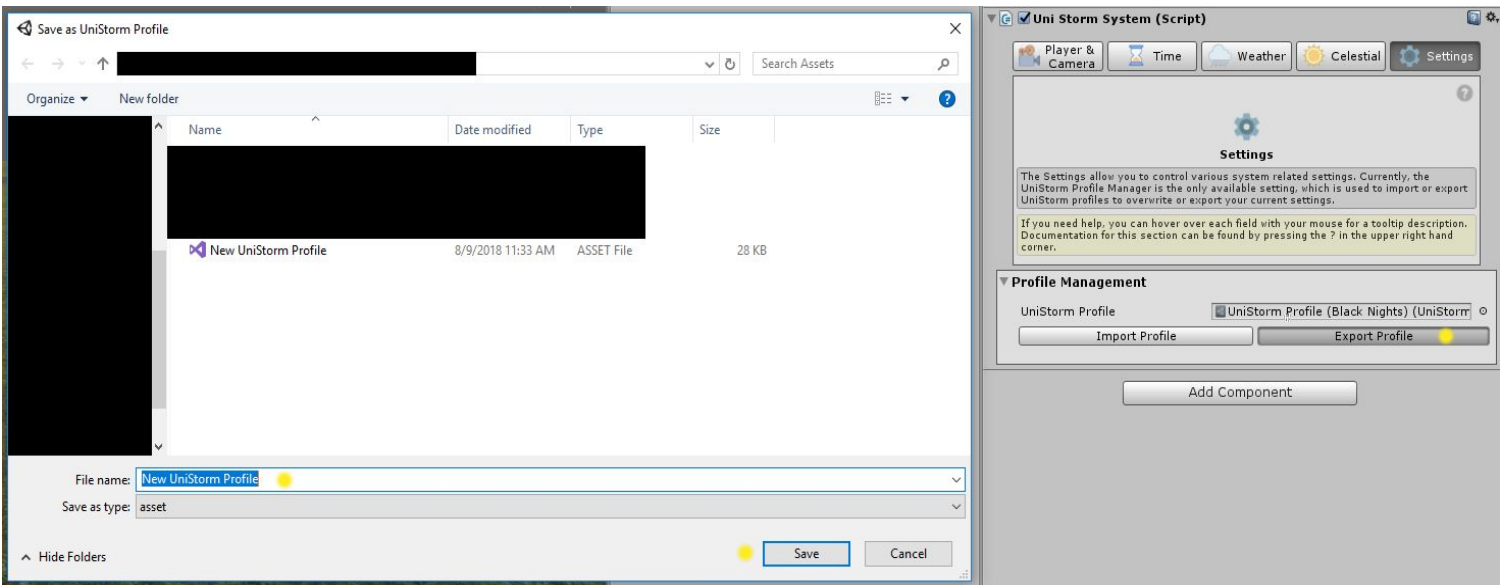 Save as UniStorm Profile
Search Assets
Organize
New folder
Name
Date modified
Type
Size
New UniStorm Profile
8/9/2018 11:33 AM
ASSET File
28 KB
File name:
New UniStorm Profile
Save as type:
asset
Hide Folders
Save
Cancel
Uni Storm System (Script)
Player &
Camera
Time
Weather
Celestial
Settings
Settings
The Settings allow you to control various system related settings. Currently, the
UniStorm Profile Manager is the only available setting, which is used to import or export
UniStorm profiles to overwrite or export your current settings.
If you need help, you can hover over each field with your mouse for a tooltip description.
Documentation for this section can be found by pressing the ? in the upper right hand
corner.
Profile Management
UniStorm Profile
UniStorm Profile (Black Nights) (UniStorm
Import Profile
Export Profile
Add Component